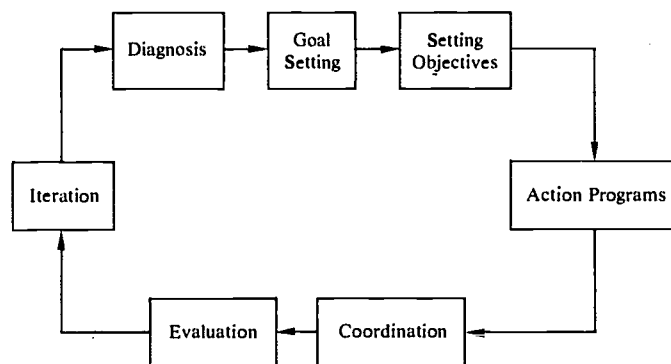 Diagnosis
Goal
Setting
Setting
Objectives
Iteration
Action Programs
Evaluation
Coordination